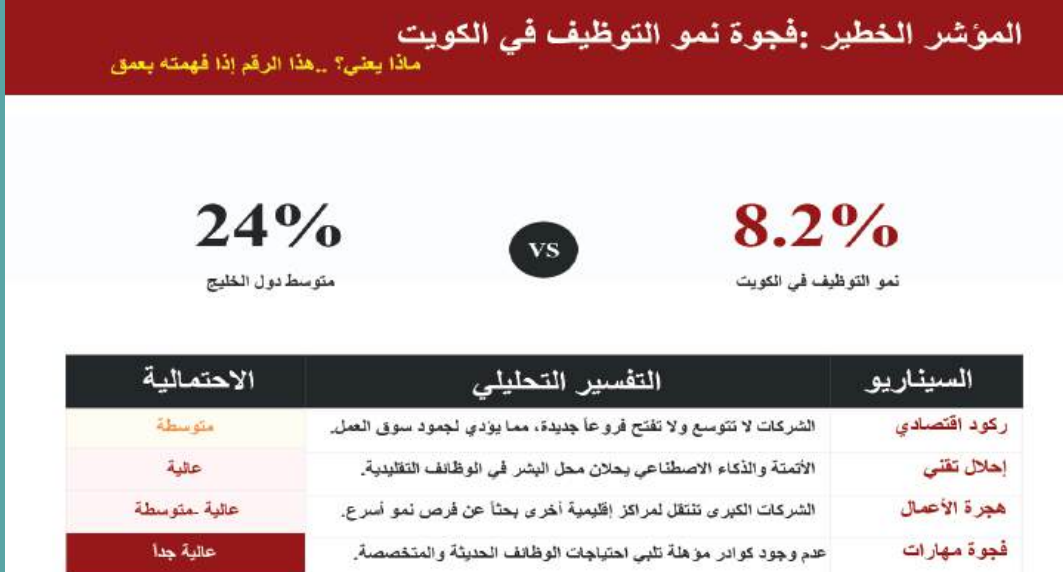 المؤشر الخطير :فجوة نمو التوظيف في الكويت
ماذا يعني؟ ..هذا الرقم إذا فهمته بعمق
8.2%
نمو التوظيف في الكويت
vs
24%
متوسط دول الخليج
السيناريو التفسير التحليلي الاحتمالية
ركود اقتصادي الشركات لا تتوسع ولا تفتح فروعاً جديدة، مما يؤدي لجمود سوق العمل. متوسطة
إحلال تقني الأتمتة والذكاء الاصطناعي يحلان محل البشر في الوظائف التقليدية. عالية
هجرة الأعمال الشركات الكبرى تنتقل لمراكز إقليمية أخرى بحثاً عن فرص نمو أسرع. عالية -متوسطة
فجوة مهارات عدم وجود كوادر مؤهلة تلبي احتياجات الوظائف الحديثة والمتخصصة. عالية جداً